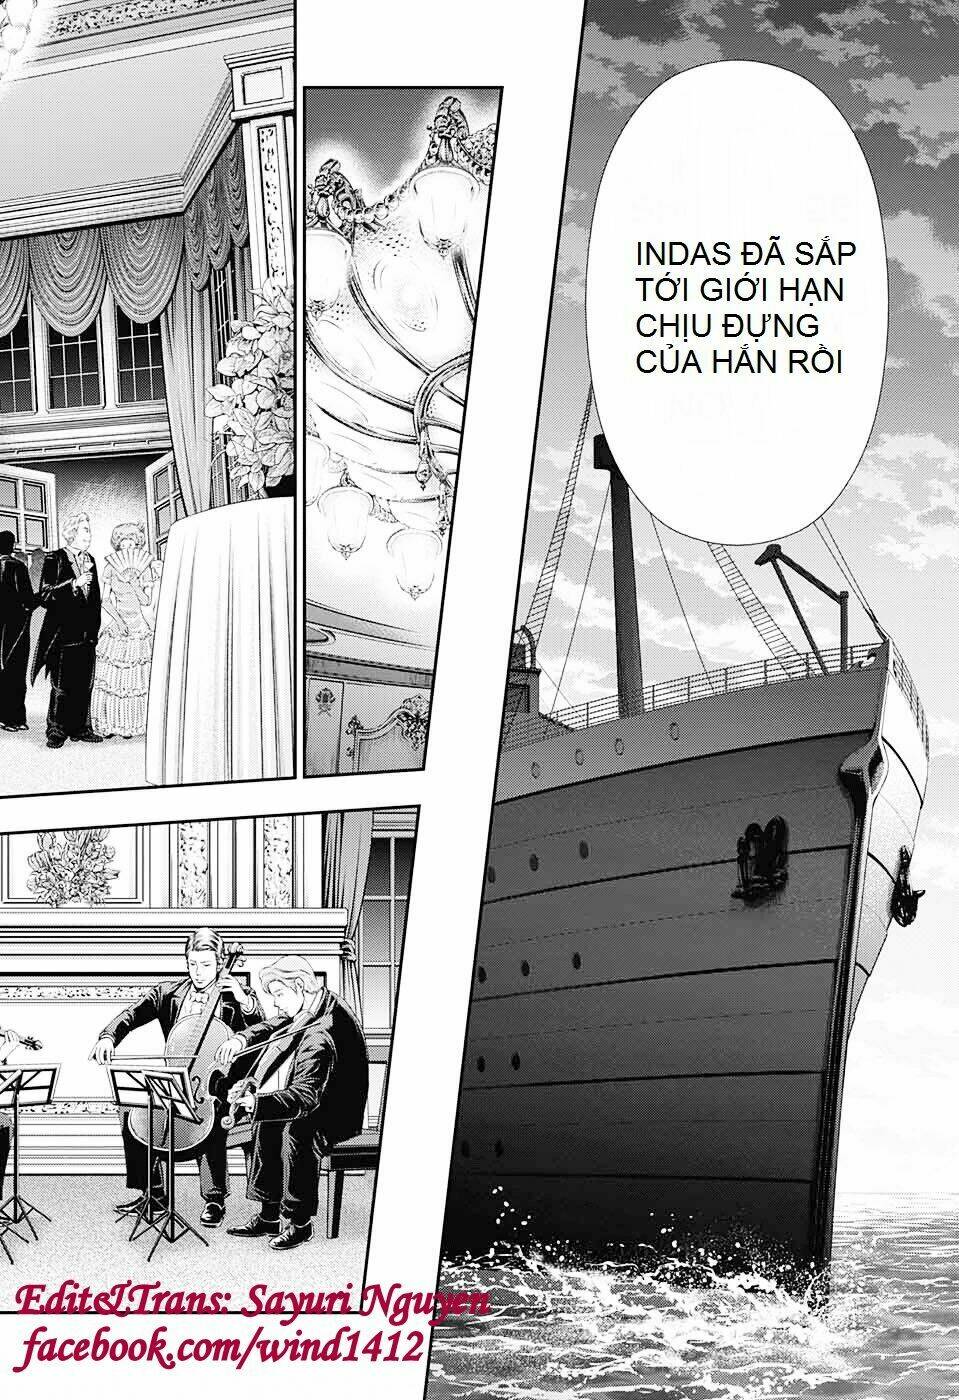 INDAS ĐÃ SẮP
TỚI GIỚI HẠN
CHỊU ĐỰNG
CỦA HẮN RỒI
Edit&Trans: Sayuri Nguyen
facebook.com/wind1412